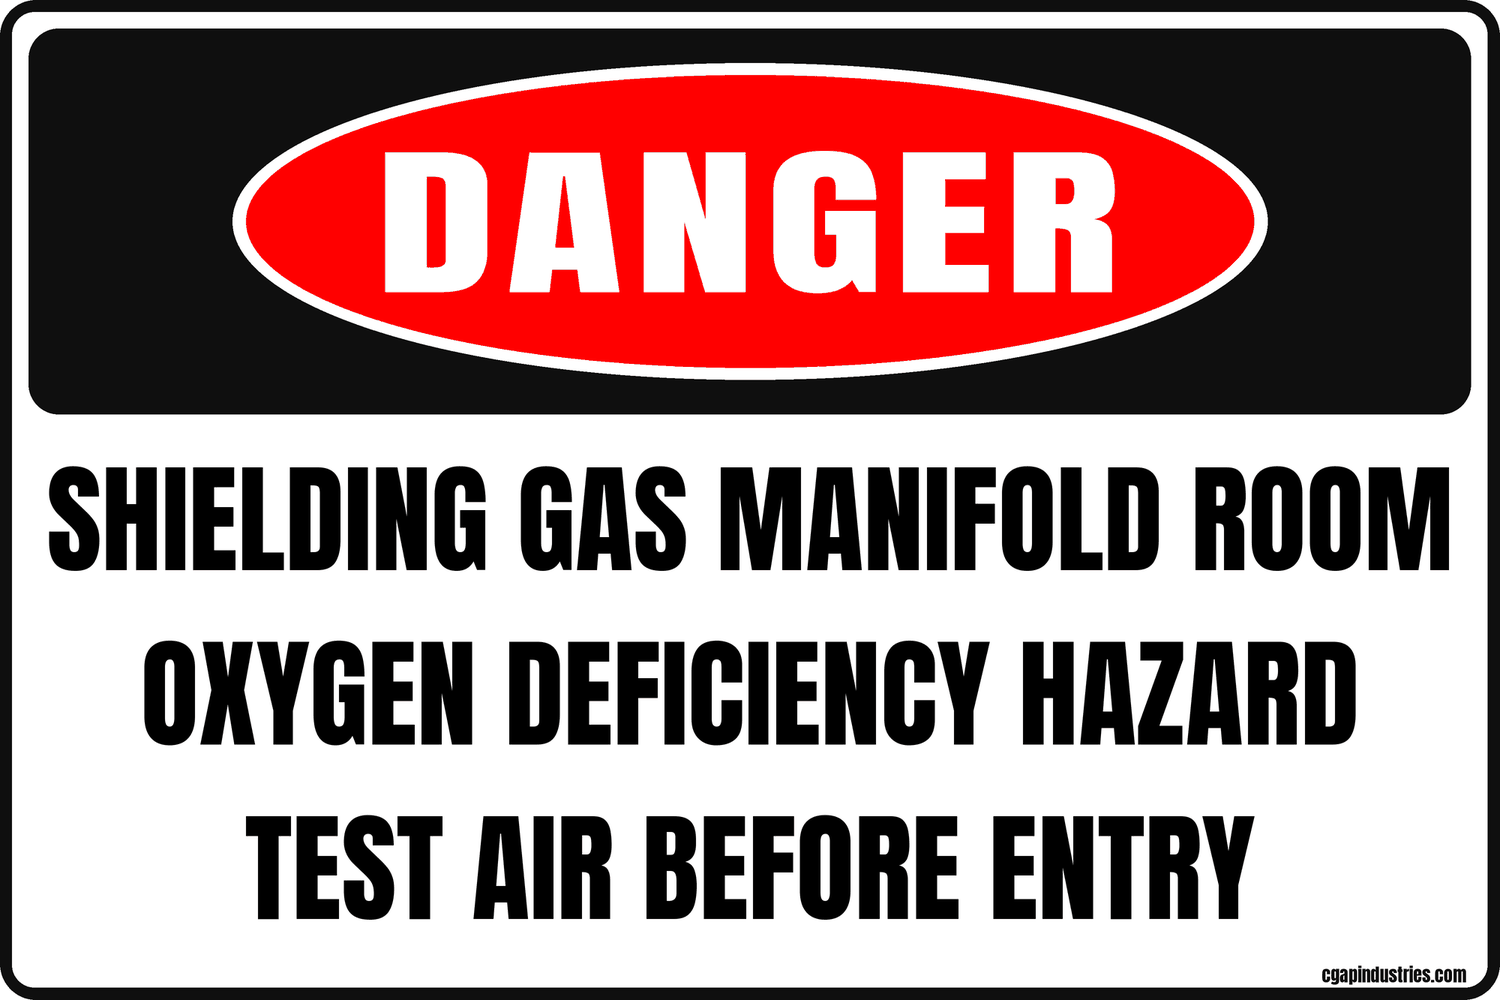 DANGER
SHIELDING GAS MANIFOLD ROOM
OXYGEN DEFICIENCY HAZARD
TEST AIR BEFORE ENTRY
cgapindustries.com